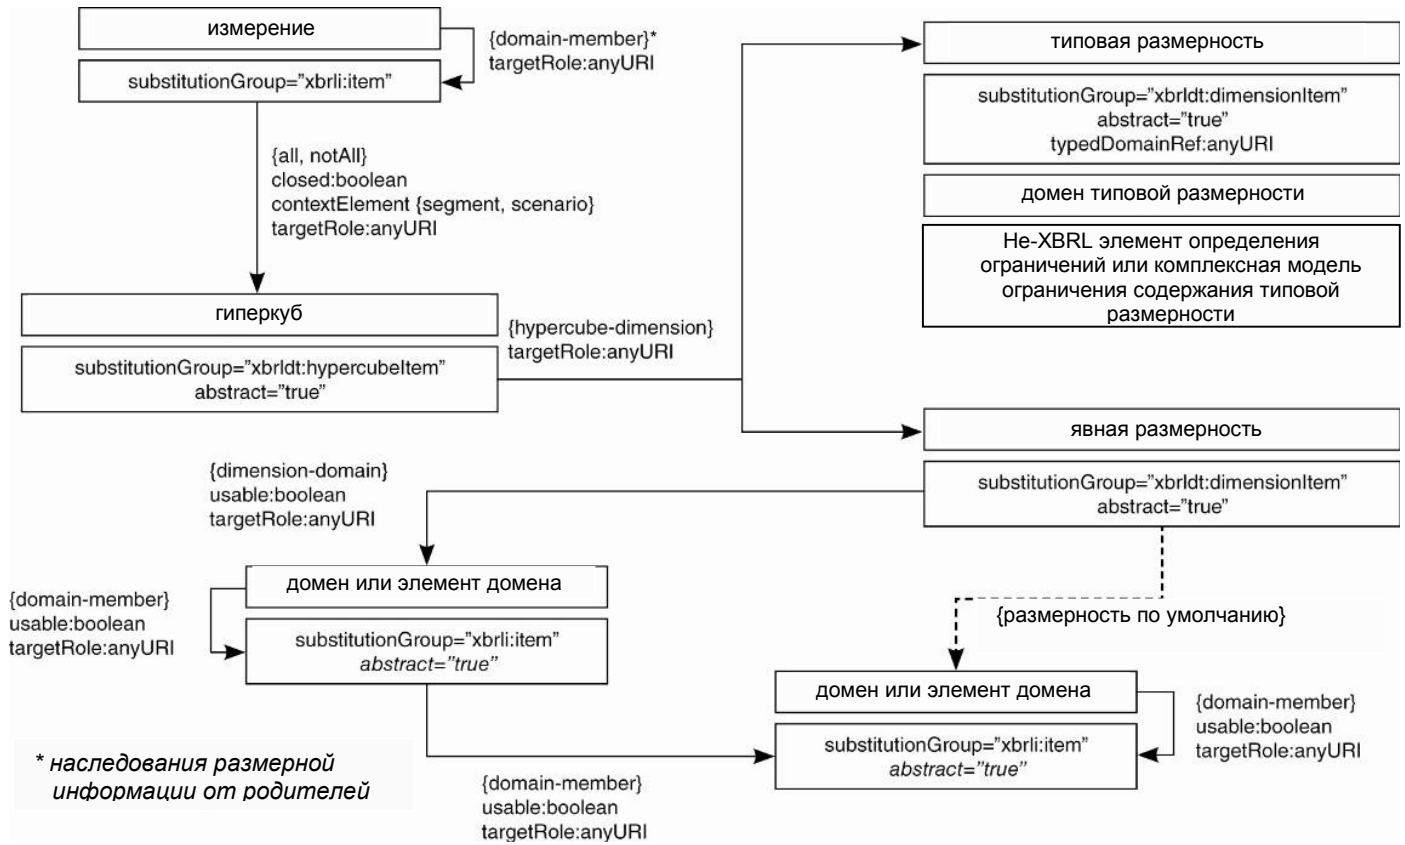 измерение
substitutionGroup="xbrli:item"
{domain-member}*
targetRole:anyURI
{all, notAll}
closed:boolean
contextElement {segment, scenario}
targetRole:anyURI
гиперкуб
substitutionGroup="xbrldt:hypercubeItem"
abstract="true"
{hypercube-dimension}
targetRole:anyURI
типовая размерность
substitutionGroup="xbrldt:dimensionItem"
abstract="true"
typedDomainRef:anyURI
домен типовой размерности
Не-XBRL элемент определения
ограничений или комплексная модель
ограничения содержания типовой
размерности
явная размерность
substitutionGroup="xbrldt:dimensionItem"
abstract="true"
{dimension-domain}
usable:boolean
targetRole:anyURI
домен или элемент домена
substitutionGroup="xbrli:item"
abstract="true"
{domain-member}
usable:boolean
targetRole:anyURI
{размерность по умолчанию}
домен или элемент домена
substitutionGroup="xbrli:item"
abstract="true"
{domain-member}
usable:boolean
targetRole:anyURI
{domain-member}
usable:boolean
targetRole:anyURI
* наследования размерной
информации от родителей